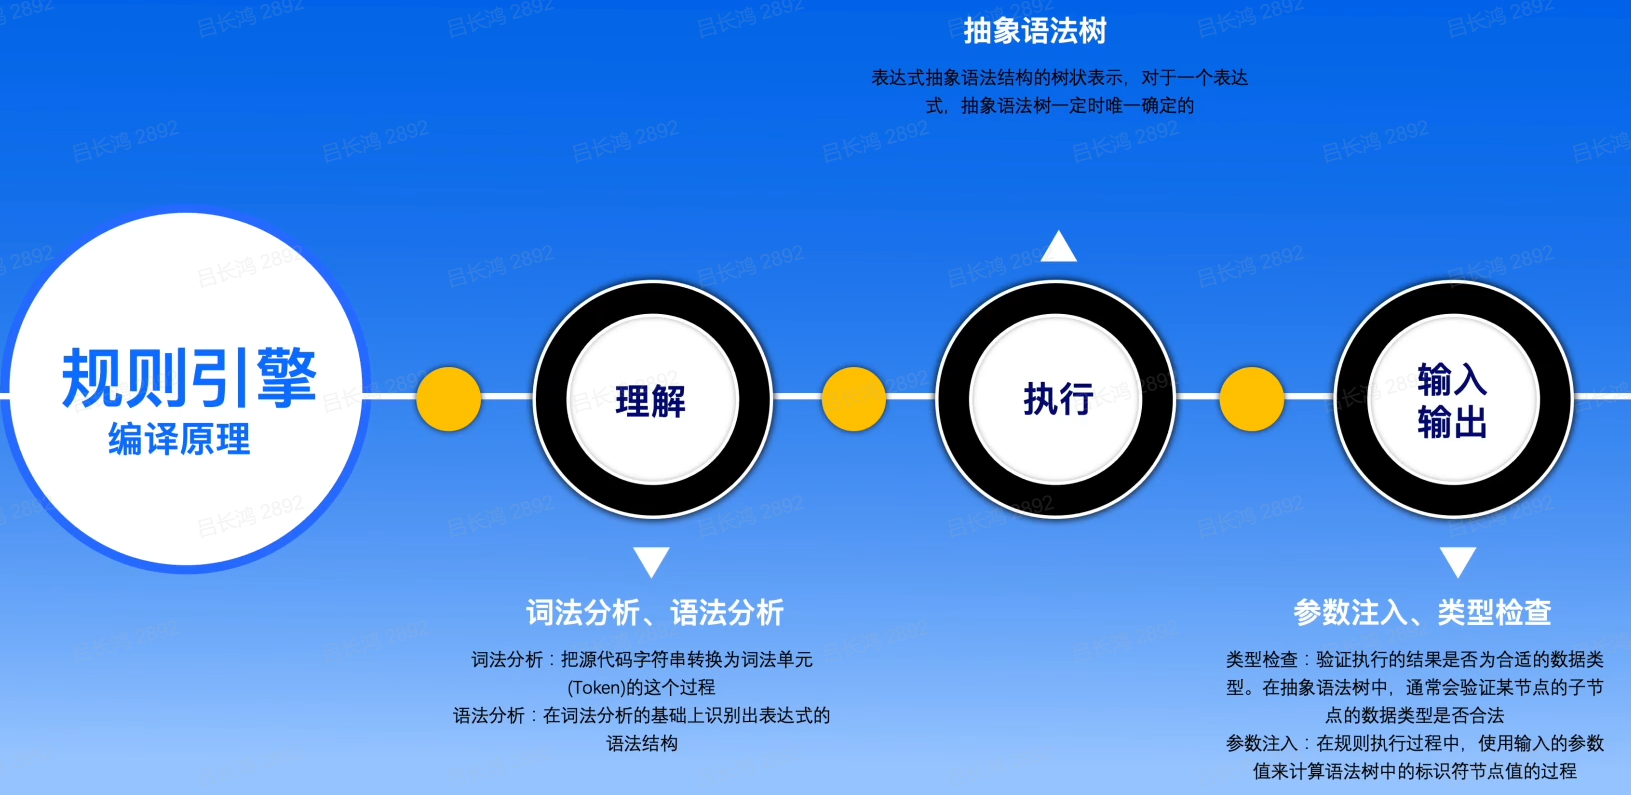 抽象语法树
表达式抽象语法结构的树状表示，对于一个表达
式，抽象语法树一定时唯一确定的
规则引擎
编译原理
理解
执行
输入
输出
词法分析、语法分析
词法分析：把源代码字符串转换为词法单元
(Token)的这个过程
语法分析：在词法分析的基础上识别出表达式的
语法结构
参数注入、类型检查
类型检查：验证执行的结果是否为合适的数据类
型。在抽象语法树中，通常会验证某节点的子节
点的数据类型是否合法
参数注入：在规则执行过程中，使用输入的参数
值来计算语法树中的标识符节点值的过程
吕长鸿 2892